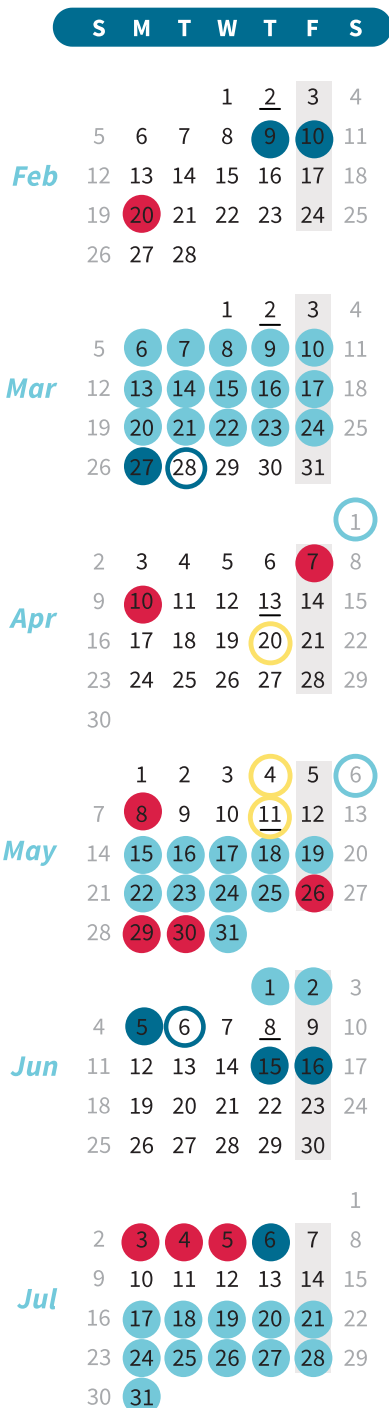 S M T W T F S
1 2 3 4
5 6 7 8 9 10 11
Feb 12 13 14 15 16 17 18
19 20 21 22 23 24 25
26 27 28
1 2 3 4
5 6 7 8 9 10 11
Mar 12 13 14 15 16 17 18
19 20 21 22 23 24 25
26 27 28 29 30 31
1
2 3 4 5 6 7 8
Apr 9 10 11 12 13 14 15
16 17 18 19 20 21 22
23 24 25 26 27 28 29
30
1 2 3 4 5 6
7 8 9 10 11 12 13
May 14 15 16 17 18 19 20
21 22 23 24 25 26 27
28 29 30 31
1 2 3
4 5 6 7 8 9 10
Jun 11 12 13 14 15 16 17
18 19 20 21 22 23 24
25 26 27 28 29 30
1
2 3 4 5 6 7 8
9 10 11 12 13 14 15
Jul 16 17 18 19 20 21 22
23 24 25 26 27 28 29
30 31